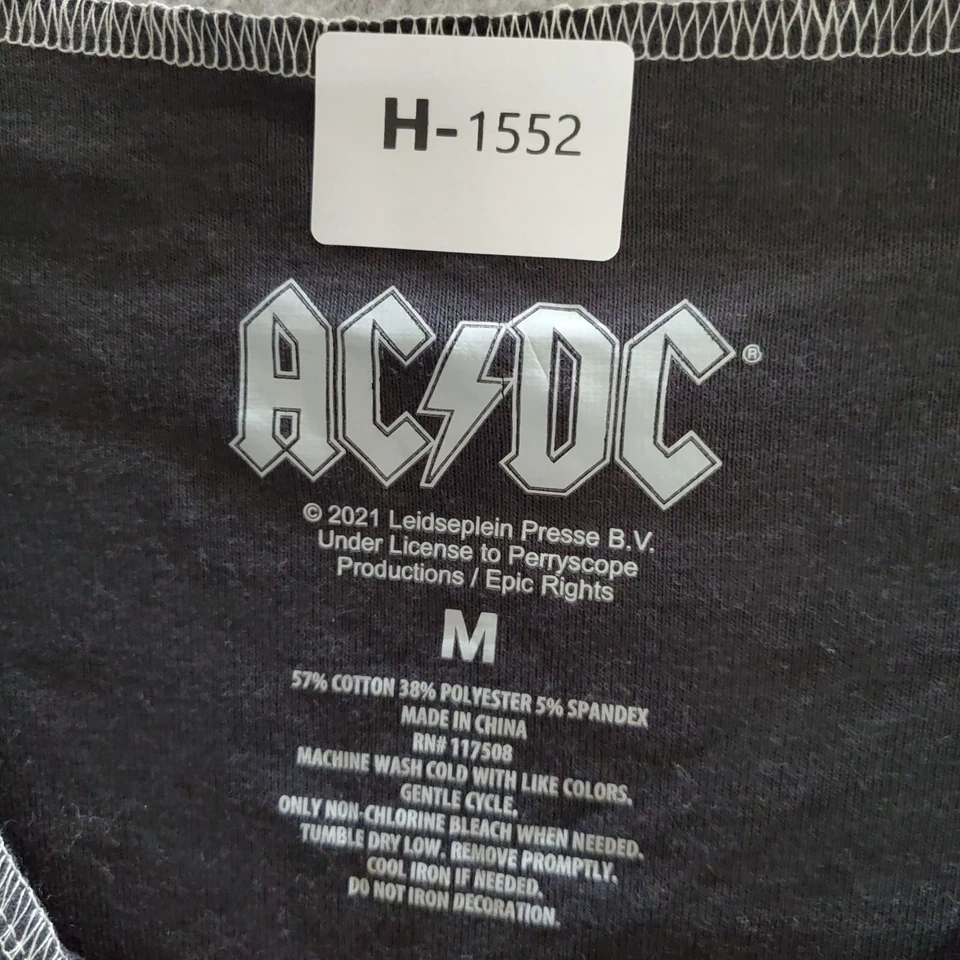 H-1552
AC⚡DC®
© 2021 Leidseplein Presse B.V.
Under License to Perryscope
Productions / Epic Rights
M
57% COTTON 38% POLYESTER 5% SPANDEX
MADE IN CHINA
RN# 117508
MACHINE WASH COLD WITH LIKE COLORS.
GENTLE CYCLE.
ONLY NON-CHLORINE BLEACH WHEN NEEDED.
TUMBLE DRY LOW. REMOVE PROMPTLY.
COOL IRON IF NEEDED.
DO NOT IRON DECORATION.